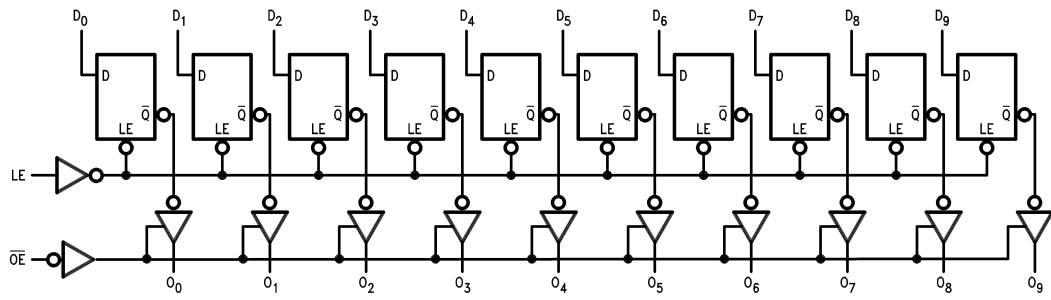 D₀ D₁ D₂ D₃ D₄ D₅ D₆ D₇ D₈ D₉
D D D D D D D D D D
Q̅ Q̅ Q̅ Q̅ Q̅ Q̅ Q̅ Q̅ Q̅ Q̅
LE LE LE LE LE LE LE LE LE LE
LE
O̅E̅
O₀ O₁ O₂ O₃ O₄ O₅ O₆ O₇ O₈ O₉